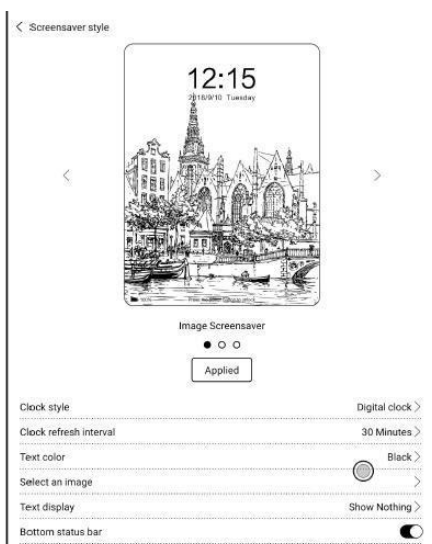 Screensaver style
12:15
2018/9/10 Tuesday
Image Screensaver
Applied
Clock style Digital clock
Clock refresh interval 30 Minutes
Text color Black
Select an image
Text display Show Nothing
Bottom status bar